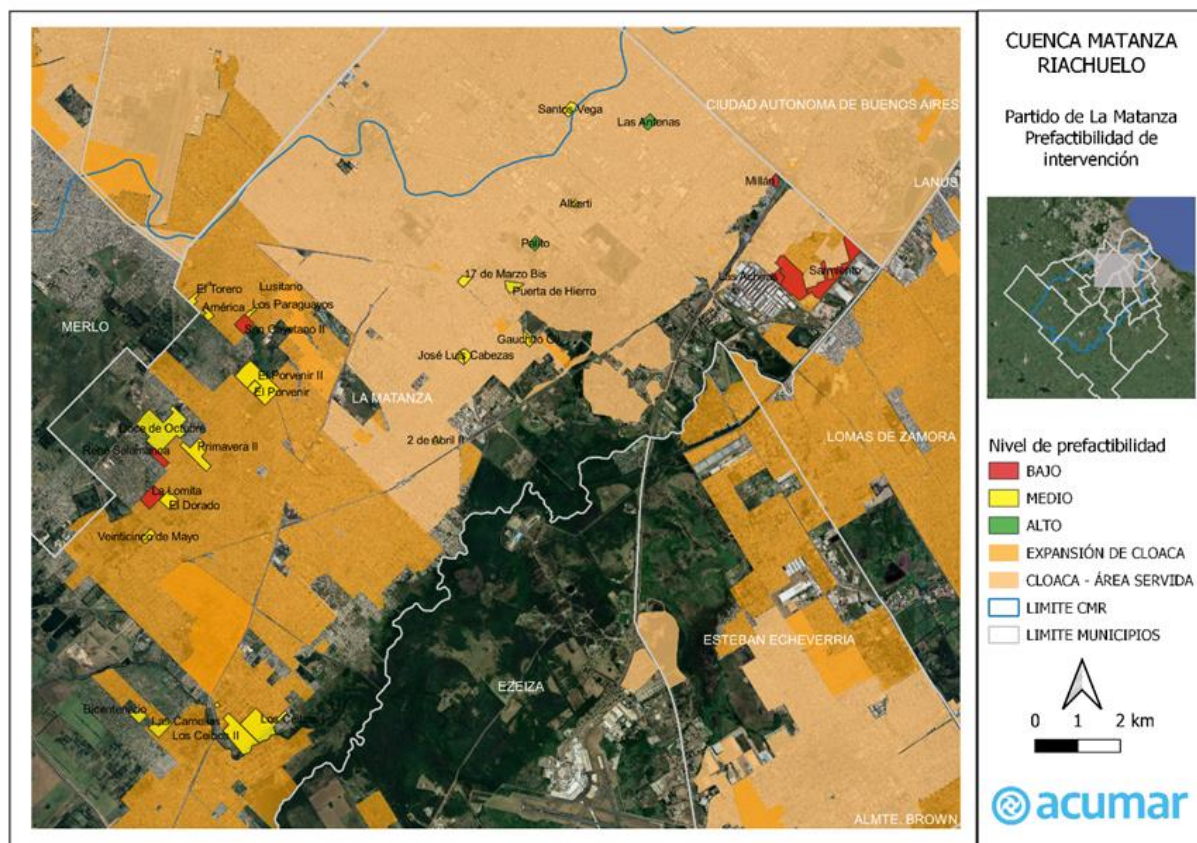 Santos Vega
Las Antenas
CIUDAD AUTONOMA DE BUENOS AIRES
LANUS
Millán
Alberti
Palito
Las Achiras
Sarmiento
17 de Marzo Bis
Puerta de Hierro
El Torero
Lusitano
América
Los Paraguayos
San Cayetano II
MERLO
Gauchito Gil
José Luis Cabezas
El Porvenir II
El Porvenir
LA MATANZA
Doce de Octubre
2 de Abril II
LOMAS DE ZAMORA
René Salamanca
Primavera II
La Lomita
El Dorado
Veinticinco de Mayo
ESTEBAN ECHEVERRIA
EZEIZA
Bicentenario
Las Camelias
Los Ceibos I
Los Ceibos II
ALMTE. BROWN
CUENCA MATANZA
RIACHUELO
Partido de La Matanza
Prefactibilidad de
intervención
Nivel de prefactibilidad
BAJO
MEDIO
ALTO
EXPANSIÓN DE CLOACA
CLOACA - ÁREA SERVIDA
LIMITE CMR
LIMITE MUNICIPIOS
0 1 2 km
acumar